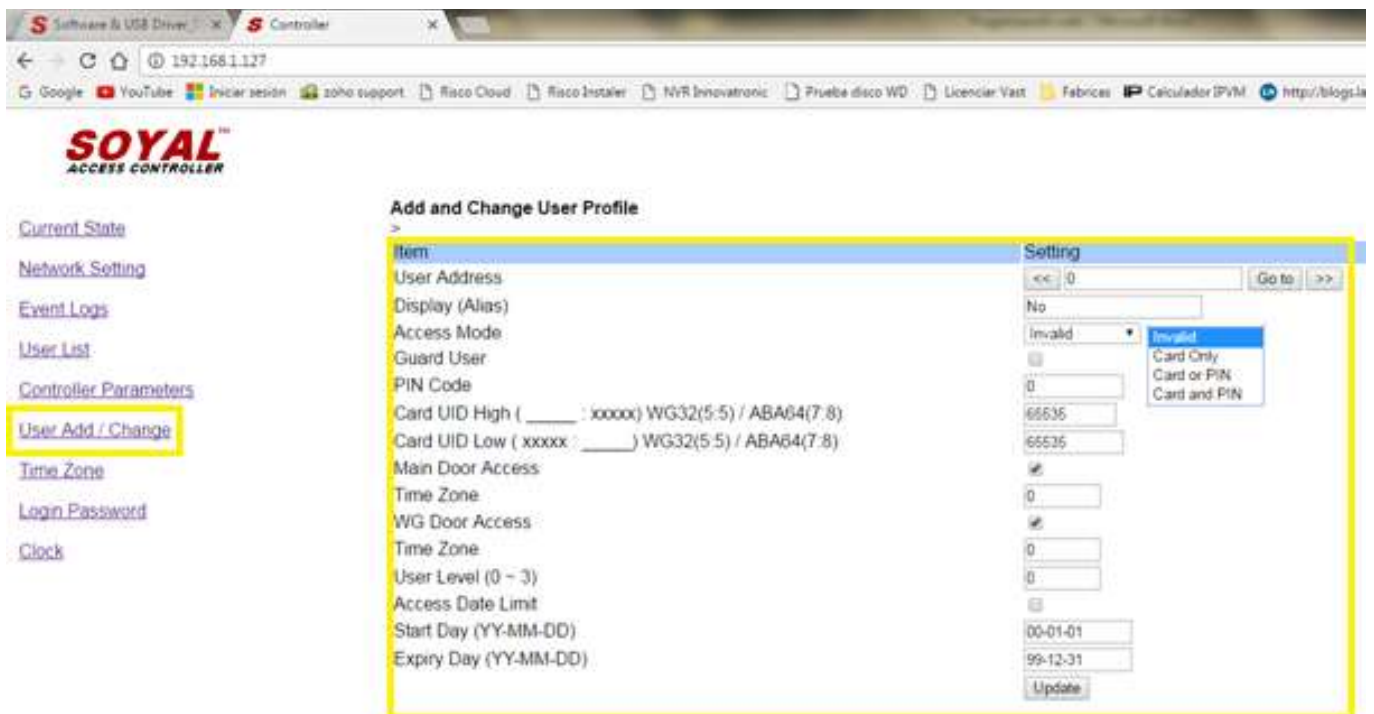 Software & USB Driver
Controller
192.168.1.127
Google YouTube Iniciar sesión zoho support Risco Cloud Risco Instaler NVR Innovatronic Prueba disco WD Licenciar Vast Fabrices IP Calculador IPVM http://blogs.la
SOYAL™
ACCESS CONTROLLER
Current State
Network Setting
Event Logs
User List
Controller Parameters
User Add / Change
Time Zone
Login Password
Clock
Add and Change User Profile
>
Item Setting
User Address << 0 Go to >>
Display (Alias) No
Access Mode Invalid
Invalid
Card Only
Card or PIN
Card and PIN
Guard User
PIN Code 0
Card UID High ( _____ : xxxxx) WG32(5:5) / ABA64(7:8) 65535
Card UID Low ( xxxxx : _____) WG32(5:5) / ABA64(7:8) 65535
Main Door Access
Time Zone 0
WG Door Access
Time Zone 0
User Level (0 ~ 3) 0
Access Date Limit
Start Day (YY-MM-DD) 00-01-01
Expiry Day (YY-MM-DD) 99-12-31
Update